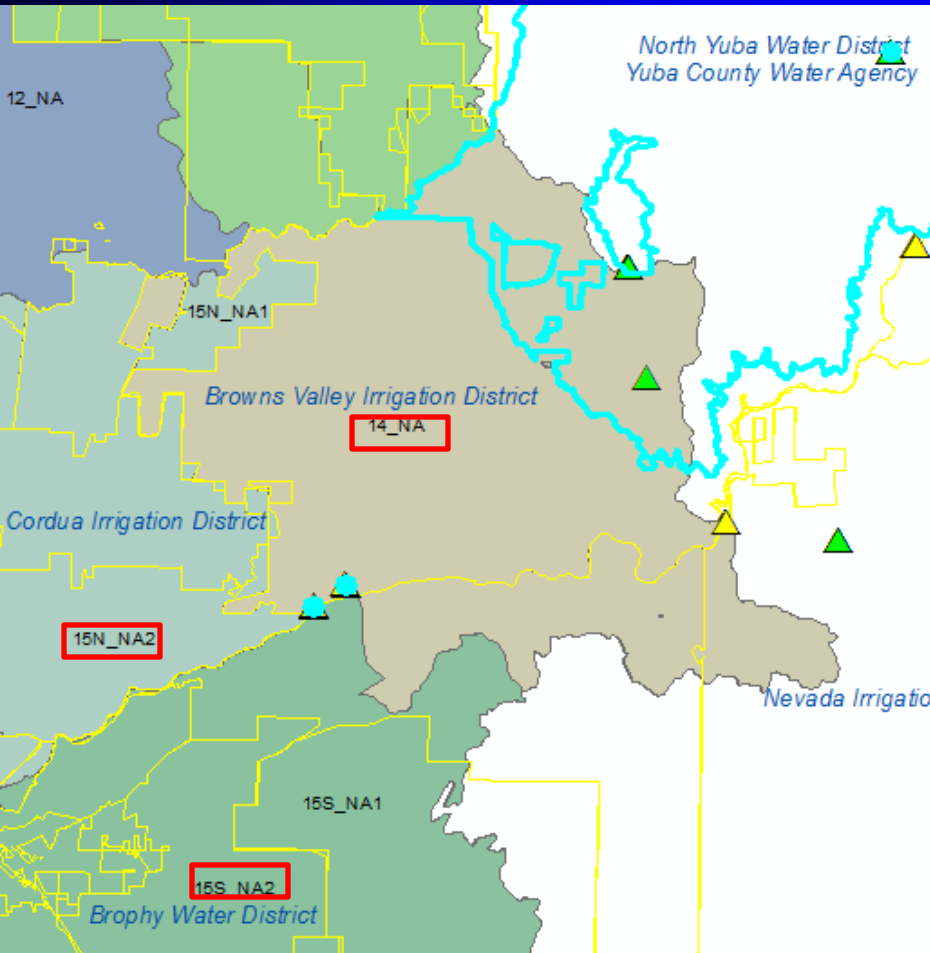 North Yuba Water District
Yuba County Water Agency
12_NA
15N_NA1
Browns Valley Irrigation District
14_NA
Cordua Irrigation District
15N_NA2
Nevada Irrigatio
15S_NA1
15S_NA2
Brophy Water District